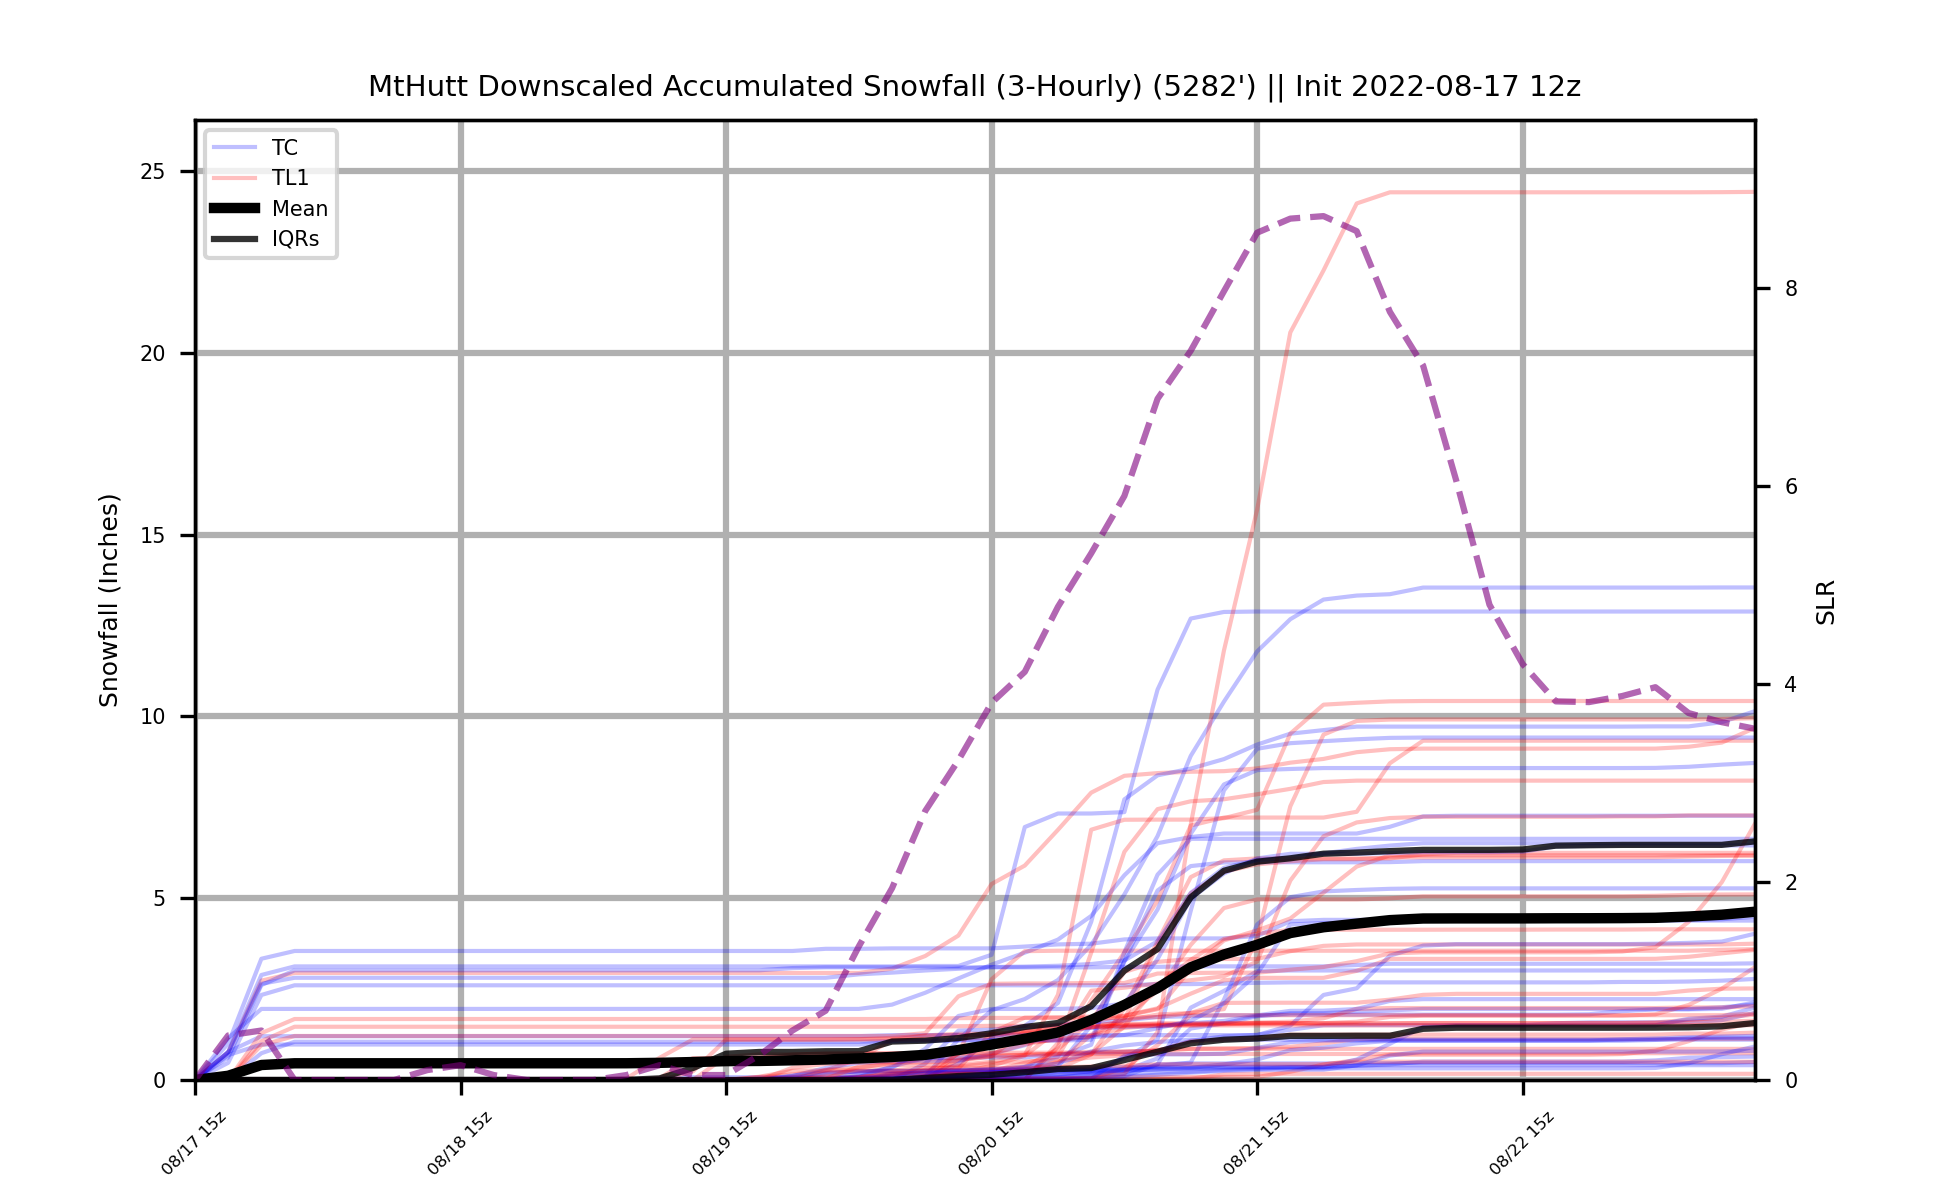 MtHutt Downscaled Accumulated Snowfall (3-Hourly) (5282') || Init 2022-08-17 12z
TC
TL1
Mean
IQRs
25
20
15
10
5
0
Snowfall (Inches)
8
6
4
2
0
SLR
08/17 15z
08/18 15z
08/19 15z
08/20 15z
08/21 15z
08/22 15z